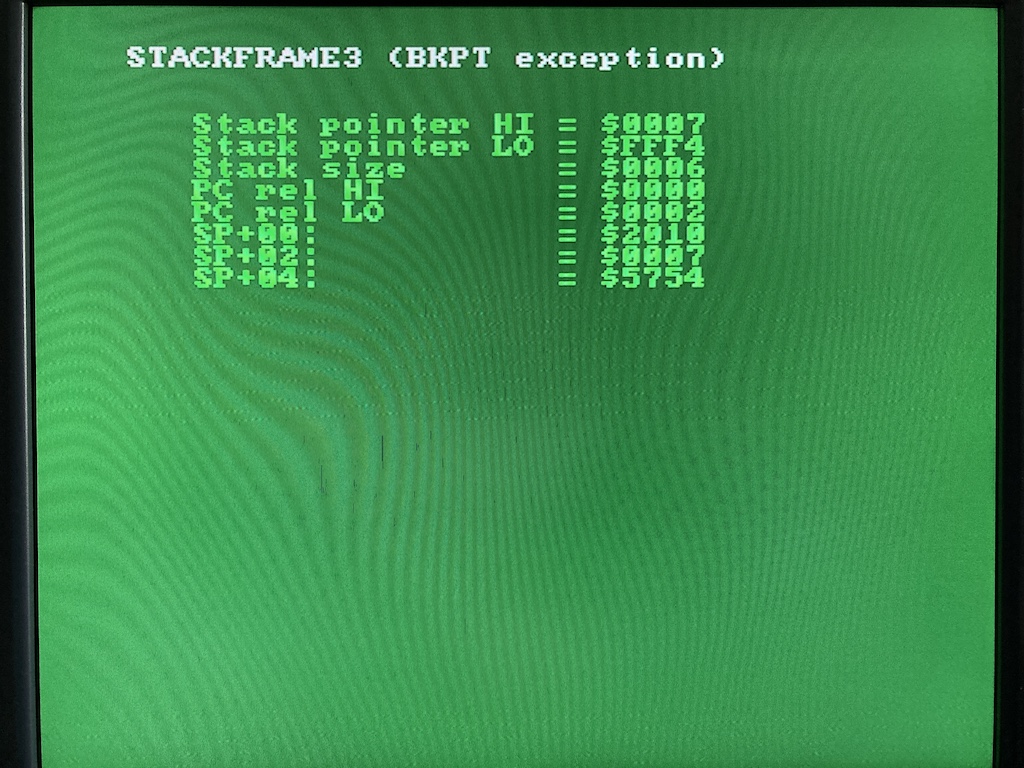 STACKFRAME3 (BKPT exception)
Stack pointer HI = $0007
Stack pointer LO = $FFF4
Stack size = $0006
PC rel HI = $0000
PC rel LO = $0002
SP+00: = $2010
SP+02: = $0007
SP+04: = $5754